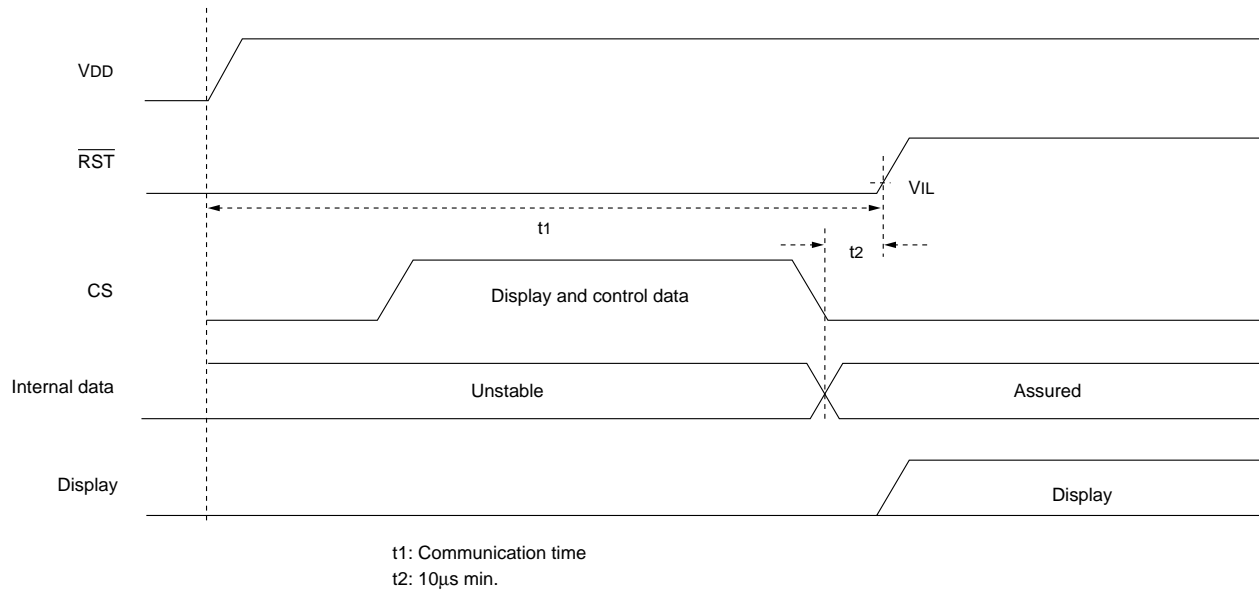 VDD
RST
VIL
t1
t2
CS
Display and control data
Internal data
Unstable
Assured
Display
Display
t1: Communication time
t2: 10μs min.